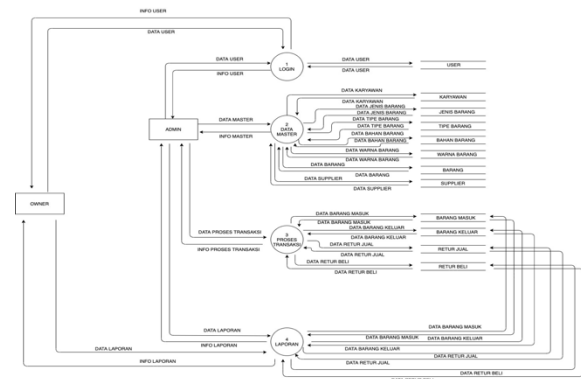 INFO USER
DATA USER
DATA USER
INFO USER
1
LOGIN
DATA USER
DATA USER
USER
ADMIN
DATA MASTER
INFO MASTER
2
DATA
MASTER
DATA KARYAWAN
DATA KARYAWAN
DATA JENIS BARANG
DATA JENIS BARANG
DATA TIPE BARANG
DATA TIPE BARANG
DATA BAHAN BARANG
DATA BAHAN BARANG
DATA WARNA BARANG
DATA WARNA BARANG
DATA BARANG
DATA BARANG
DATA SUPPLIER
DATA SUPPLIER
KARYAWAN
JENIS BARANG
TIPE BARANG
BAHAN BARANG
WARNA BARANG
BARANG
SUPPLIER
OWNER
DATA PROSES TRANSAKSI
INFO PROSES TRANSAKSI
3
PROSES
TRANSAKSI
DATA BARANG MASUK
DATA BARANG MASUK
DATA BARANG KELUAR
DATA BARANG KELUAR
DATA RETUR JUAL
DATA RETUR JUAL
DATA RETUR BELI
DATA RETUR BELI
BARANG MASUK
BARANG KELUAR
RETUR JUAL
RETUR BELI
DATA LAPORAN
INFO LAPORAN
DATA LAPORAN
INFO LAPORAN
4
LAPORAN
DATA BARANG MASUK
DATA BARANG MASUK
DATA BARANG KELUAR
DATA BARANG KELUAR
DATA RETUR JUAL
DATA RETUR JUAL
DATA RETUR BELI
DATA RETUR BELI